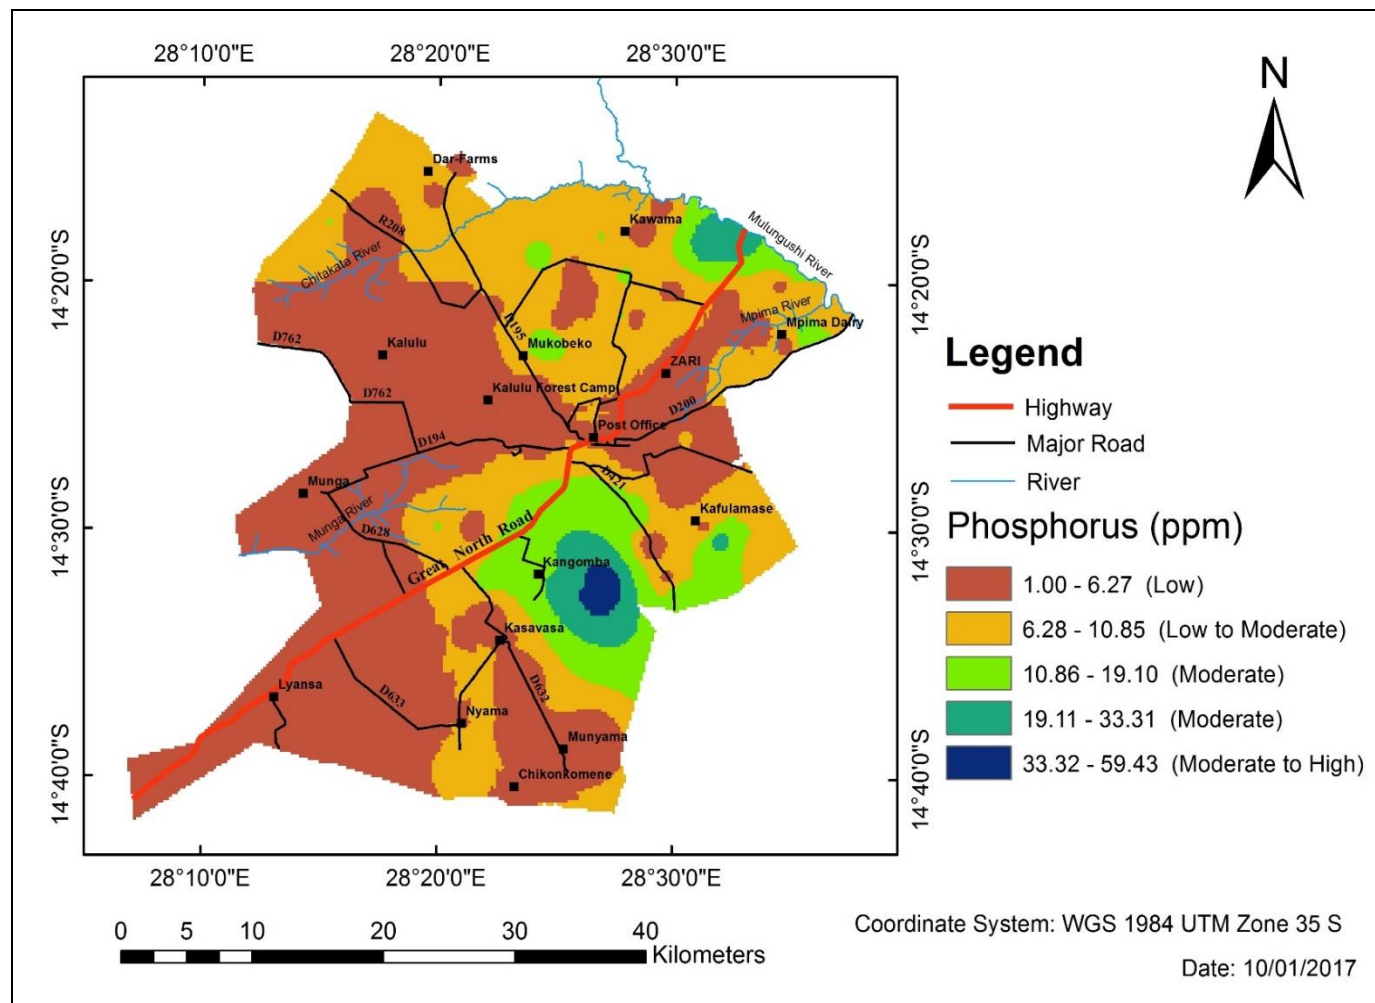 28°10'0"E 28°20'0"E 28°30'0"E
N
Dar-Farms
Kawama
R208
Mulungushi River
Chitakata River
14°20'0"S
14°20'0"S
Mpima River
Mpima Dairy
D762
Kalulu
D195
Mukobeko
ZARI
Kalulu Forest Camp
D762
D200
Post Office
D194
D421
Munga
Kafulamase
Munga River
D628
14°30'0"S
14°30'0"S
Great North Road
Kangomba
Kasavasa
Lyansa
D633
D632
Nyama
Munyama
Chikonkomene
14°40'0"S
14°40'0"S
28°10'0"E 28°20'0"E 28°30'0"E
Legend
Highway
Major Road
River
Phosphorus (ppm)
1.00 - 6.27 (Low)
6.28 - 10.85 (Low to Moderate)
10.86 - 19.10 (Moderate)
19.11 - 33.31 (Moderate)
33.32 - 59.43 (Moderate to High)
0 5 10 20 30 40
Kilometers
Coordinate System: WGS 1984 UTM Zone 35 S
Date: 10/01/2017